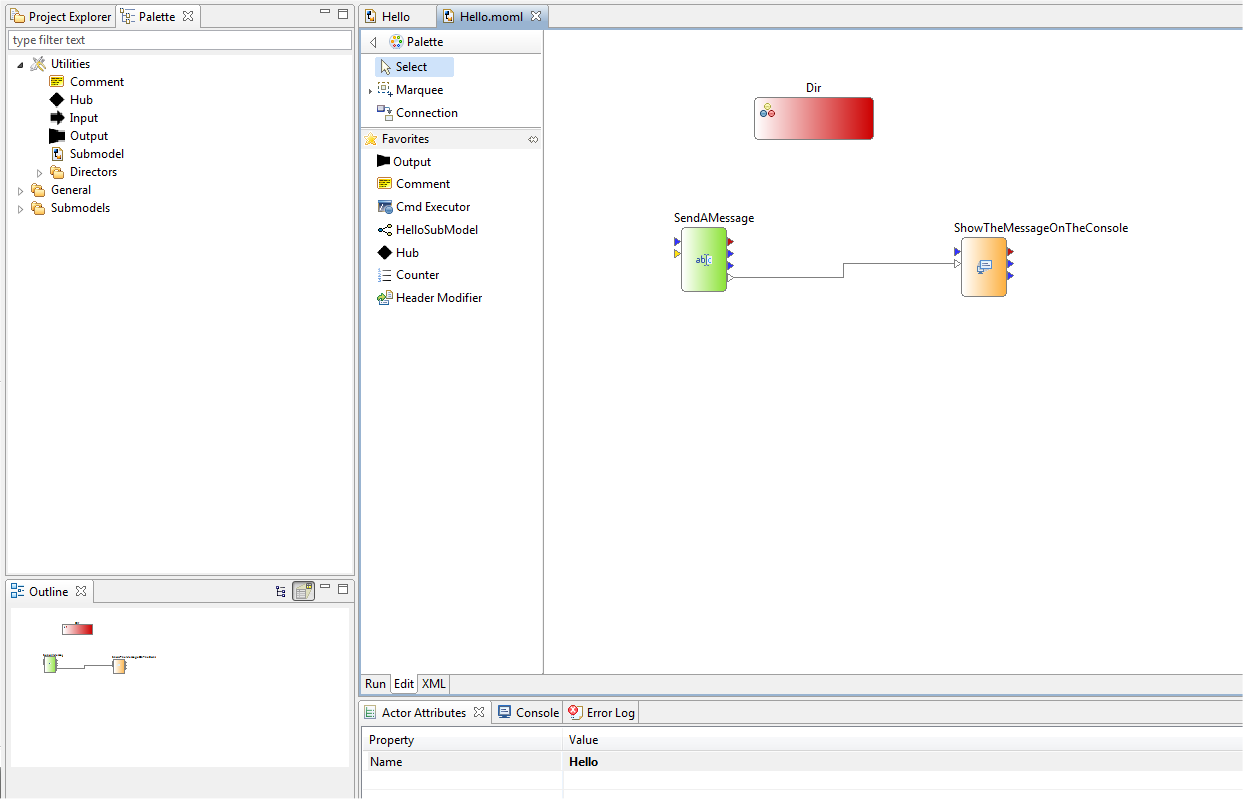 Project Explorer
Palette
type filter text
Utilities
Comment
Hub
Input
Output
Submodel
Directors
General
Submodels
Outline
Hello
Hello.moml
Palette
Select
Marquee
Connection
Favorites
Output
Comment
Cmd Executor
HelloSubModel
Hub
Counter
Header Modifier
Dir
SendAMessage
ShowTheMessageOnTheConsole
Run Edit XML
Actor Attributes
Console
Error Log
Property Value
Name Hello